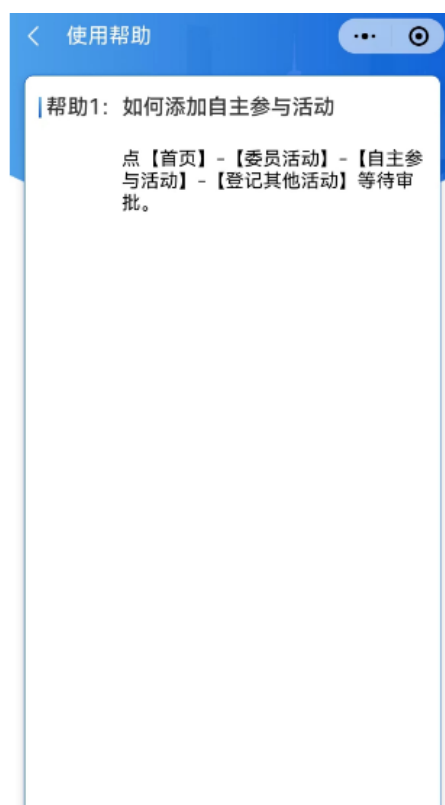 使用帮助
帮助1：如何添加自主参与活动
点【首页】-【委员活动】-【自主参
与活动】-【登记其他活动】等待审
批。